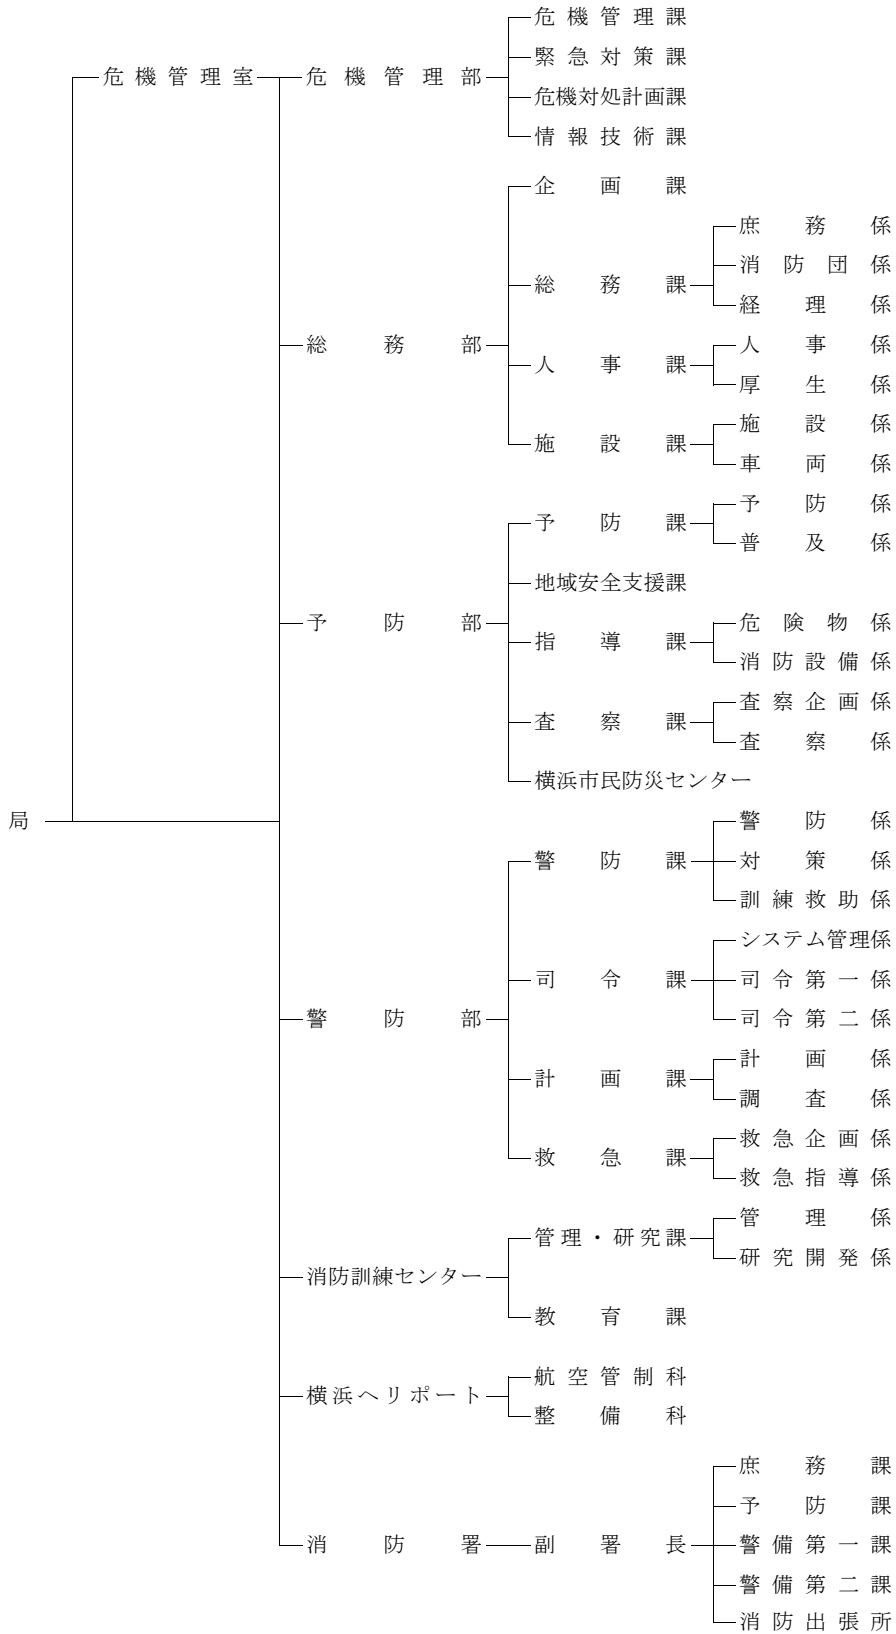 危機管理課
緊急対策課
危機管理室
危機管理部
危機対処計画課
情報技術課
企画課
庶務係
消防団係
総務課
経理係
総務部
人事係
人事課
厚生係
施設係
施設課
車両係
予防係
予防課
普及係
地域安全支援課
予防部
危険物係
指導課
消防設備係
査察企画係
査察課
査察係
横浜市民防災センター
局
警防係
警防課
対策係
訓練救助係
システム管理係
司令課
司令第一係
警防部
司令第二係
計画係
計画課
調査係
救急企画係
救急課
救急指導係
管理係
管理・研究課
研究開発係
消防訓練センター
教育課
航空管制科
横浜ヘリポート
整備科
庶務課
予防課
消防署
副署長
警備第一課
警備第二課
消防出張所